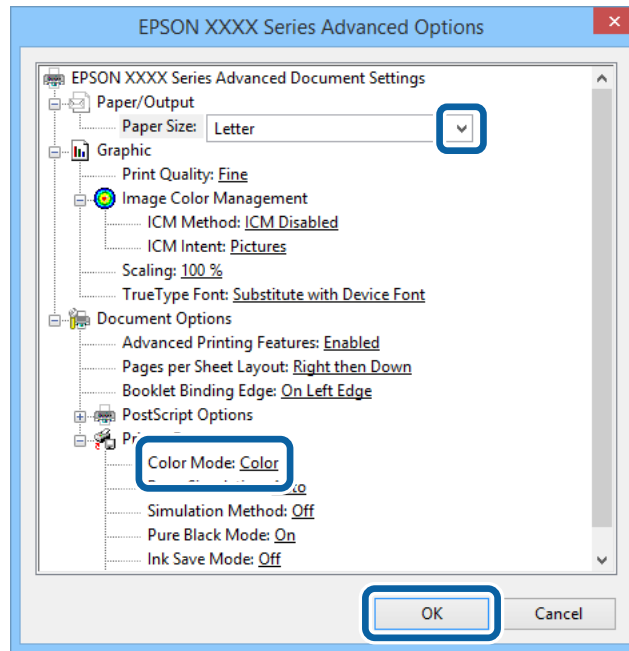 EPSON XXXX Series Advanced Options
EPSON XXXX Series Advanced Document Settings
Paper/Output
Paper Size: Letter
Graphic
Print Quality: Fine
Image Color Management
ICM Method: ICM Disabled
ICM Intent: Pictures
Scaling: 100 %
TrueType Font: Substitute with Device Font
Document Options
Advanced Printing Features: Enabled
Pages per Sheet Layout: Right then Down
Booklet Binding Edge: On Left Edge
PostScript Options
Color Mode: Color
Simulation Method: Off
Pure Black Mode: On
Ink Save Mode: Off
OK Cancel